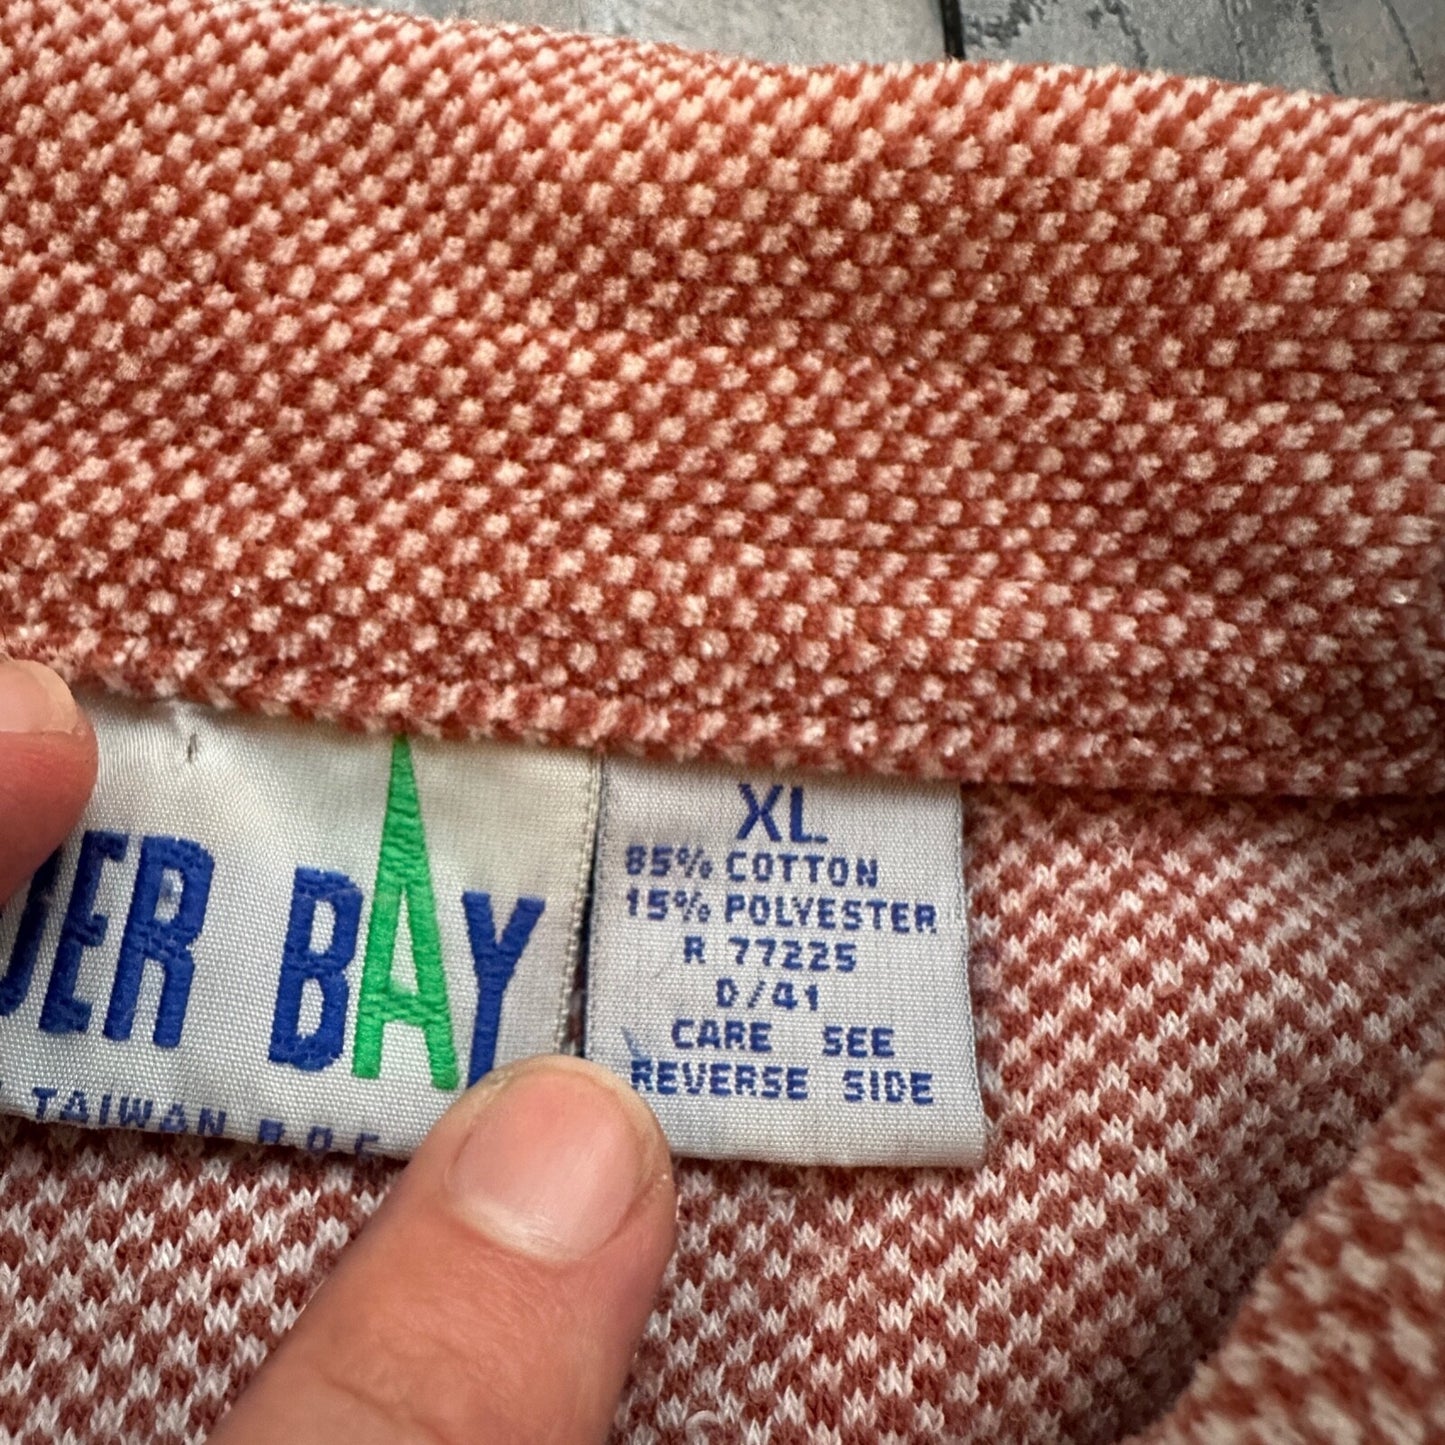 DER BAY
TAIWAN R.O.C
XL
85% COTTON
15% POLYESTER
R 77225
D/41
CARE SEE
REVERSE SIDE